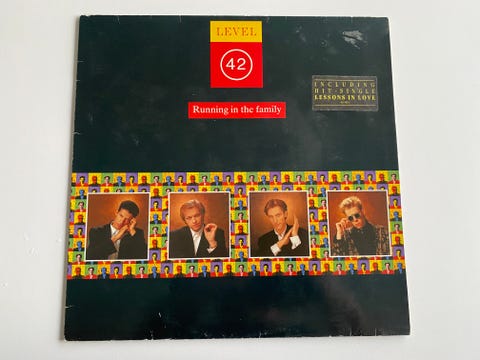 LEVEL
42
Running in the family
INCLUDING
HIT-SINGLE
LESSONS IN LOVE